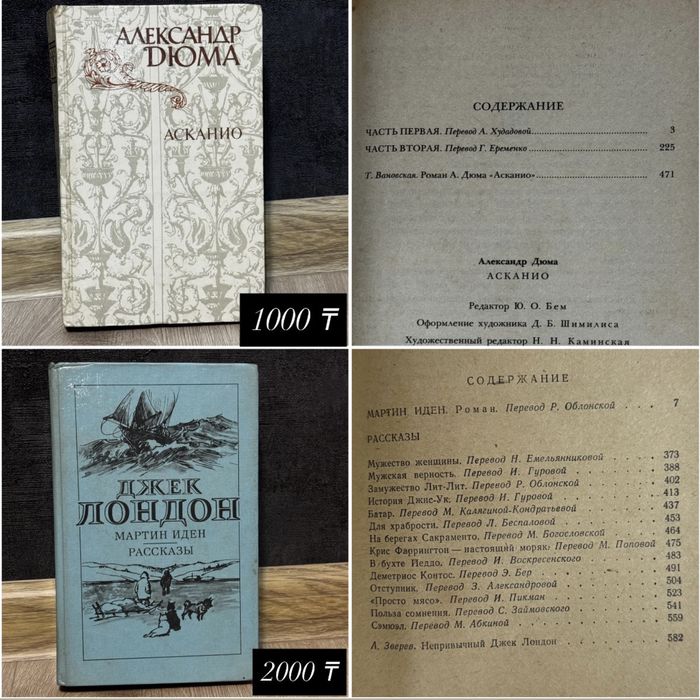 АЛЕКСАНДР
ДЮМА
АСКАНИО
1000 ₸
СОДЕРЖАНИЕ
ЧАСТЬ ПЕРВАЯ. Перевод А. Худадовой 3
ЧАСТЬ ВТОРАЯ. Перевод Г. Еременко 225
Т. Вановская. Роман А. Дюма «Асканио» 471
Александр Дюма
АСКАНИО
Редактор Ю. О. Бем
Оформление художника Д. Б. Шимилиса
Художественный редактор Н. Н. Каминская
ДЖЕК
ЛОНДОН
МАРТИН ИДЕН
РАССКАЗЫ
2000 ₸
СОДЕРЖАНИЕ
МАРТИН ИДЕН. Роман. Перевод Р. Облонской 7
РАССКАЗЫ
Мужество женщины. Перевод Н. Емельянниковой 373
Мужская верность. Перевод И. Гуровой 388
Замужество Лит-Лит. Перевод Р. Облонской 402
История Джис-Ук. Перевод И. Гуровой 413
Батар. Перевод М. Калягиной-Кондратьевой 437
Для храбрости. Перевод Л. Беспаловой 453
На берегах Сакраменто. Перевод М. Богословской 464
Крис Фаррингтон — настоящий моряк. Перевод М. Поповой 475
В бухте Йеддо. Перевод И. Воскресенского 483
Деметриос Контос. Перевод Э. Бер 491
Отступник. Перевод З. Александровой 504
«Просто мясо». Перевод И. Пикман 523
Польза сомнения. Перевод С. Займовского 541
Сэмюэл. Перевод М. Абкиной 559
А. Зверев. Непривычный Джек Лондон 582